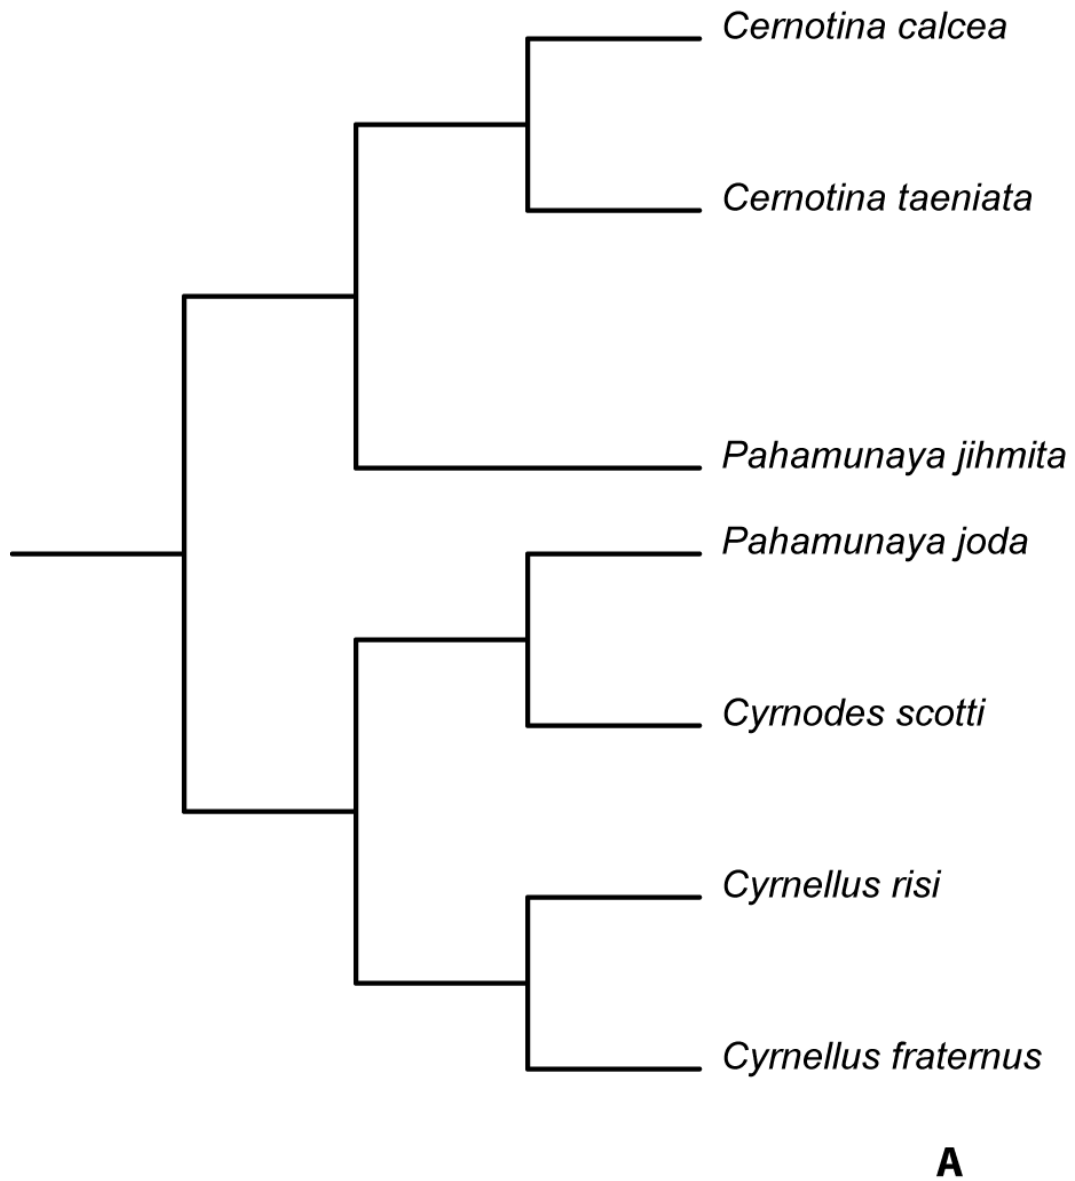 Cernotina calcea
Cernotina taeniata
Pahamunaya jihmita
Pahamunaya joda
Cyrnodes scotti
Cyrnellus risi
Cyrnellus fraternus
A